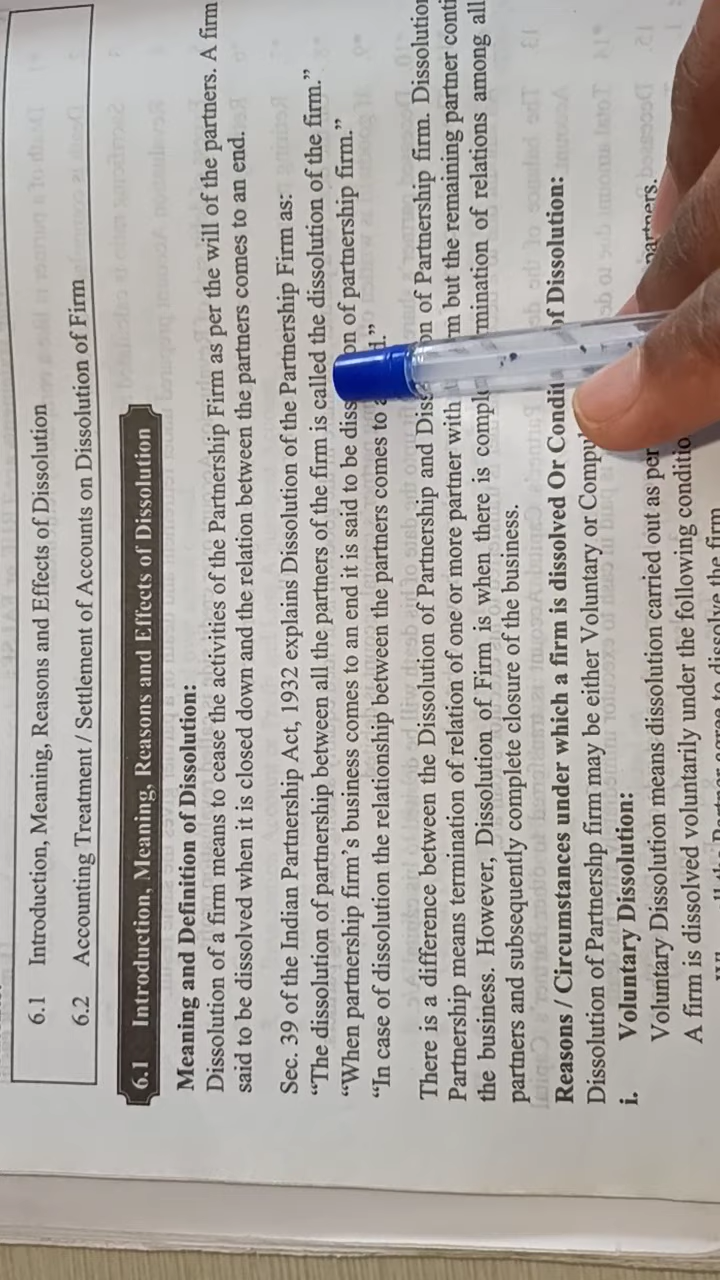 6.1 Introduction, Meaning, Reasons and Effects of Dissolution
6.2 Accounting Treatment / Settlement of Accounts on Dissolution of Firm
6.1 Introduction, Meaning, Reasons and Effects of Dissolution
Meaning and Definition of Dissolution:
Dissolution of a firm means to cease the activities of the Partnership Firm as per the will of the partners. A firm
said to be dissolved when it is closed down and the relation between the partners comes to an end.
Sec. 39 of the Indian Partnership Act, 1932 explains Dissolution of the Partnership Firm as:
“The dissolution of partnership between all the partners of the firm is called the dissolution of the firm.”
“When partnership firm’s business comes to an end it is said to be diss on of partnership firm.”
“In case of dissolution the relationship between the partners comes to a d.”
There is a difference between the Dissolution of Partnership and Diss on of Partnership firm. Dissolution
Partnership means termination of relation of one or more partner with rm but the remaining partner conti
the business. However, Dissolution of Firm is when there is comple rmination of relations among all
partners and subsequently complete closure of the business.
Reasons / Circumstances under which a firm is dissolved Or Condit of Dissolution:
Dissolution of Partnershp firm may be either Voluntary or Compu
i. Voluntary Dissolution:
Voluntary Dissolution means dissolution carried out as per partners.
A firm is dissolved voluntarily under the following conditio
agree to dissolve the firm